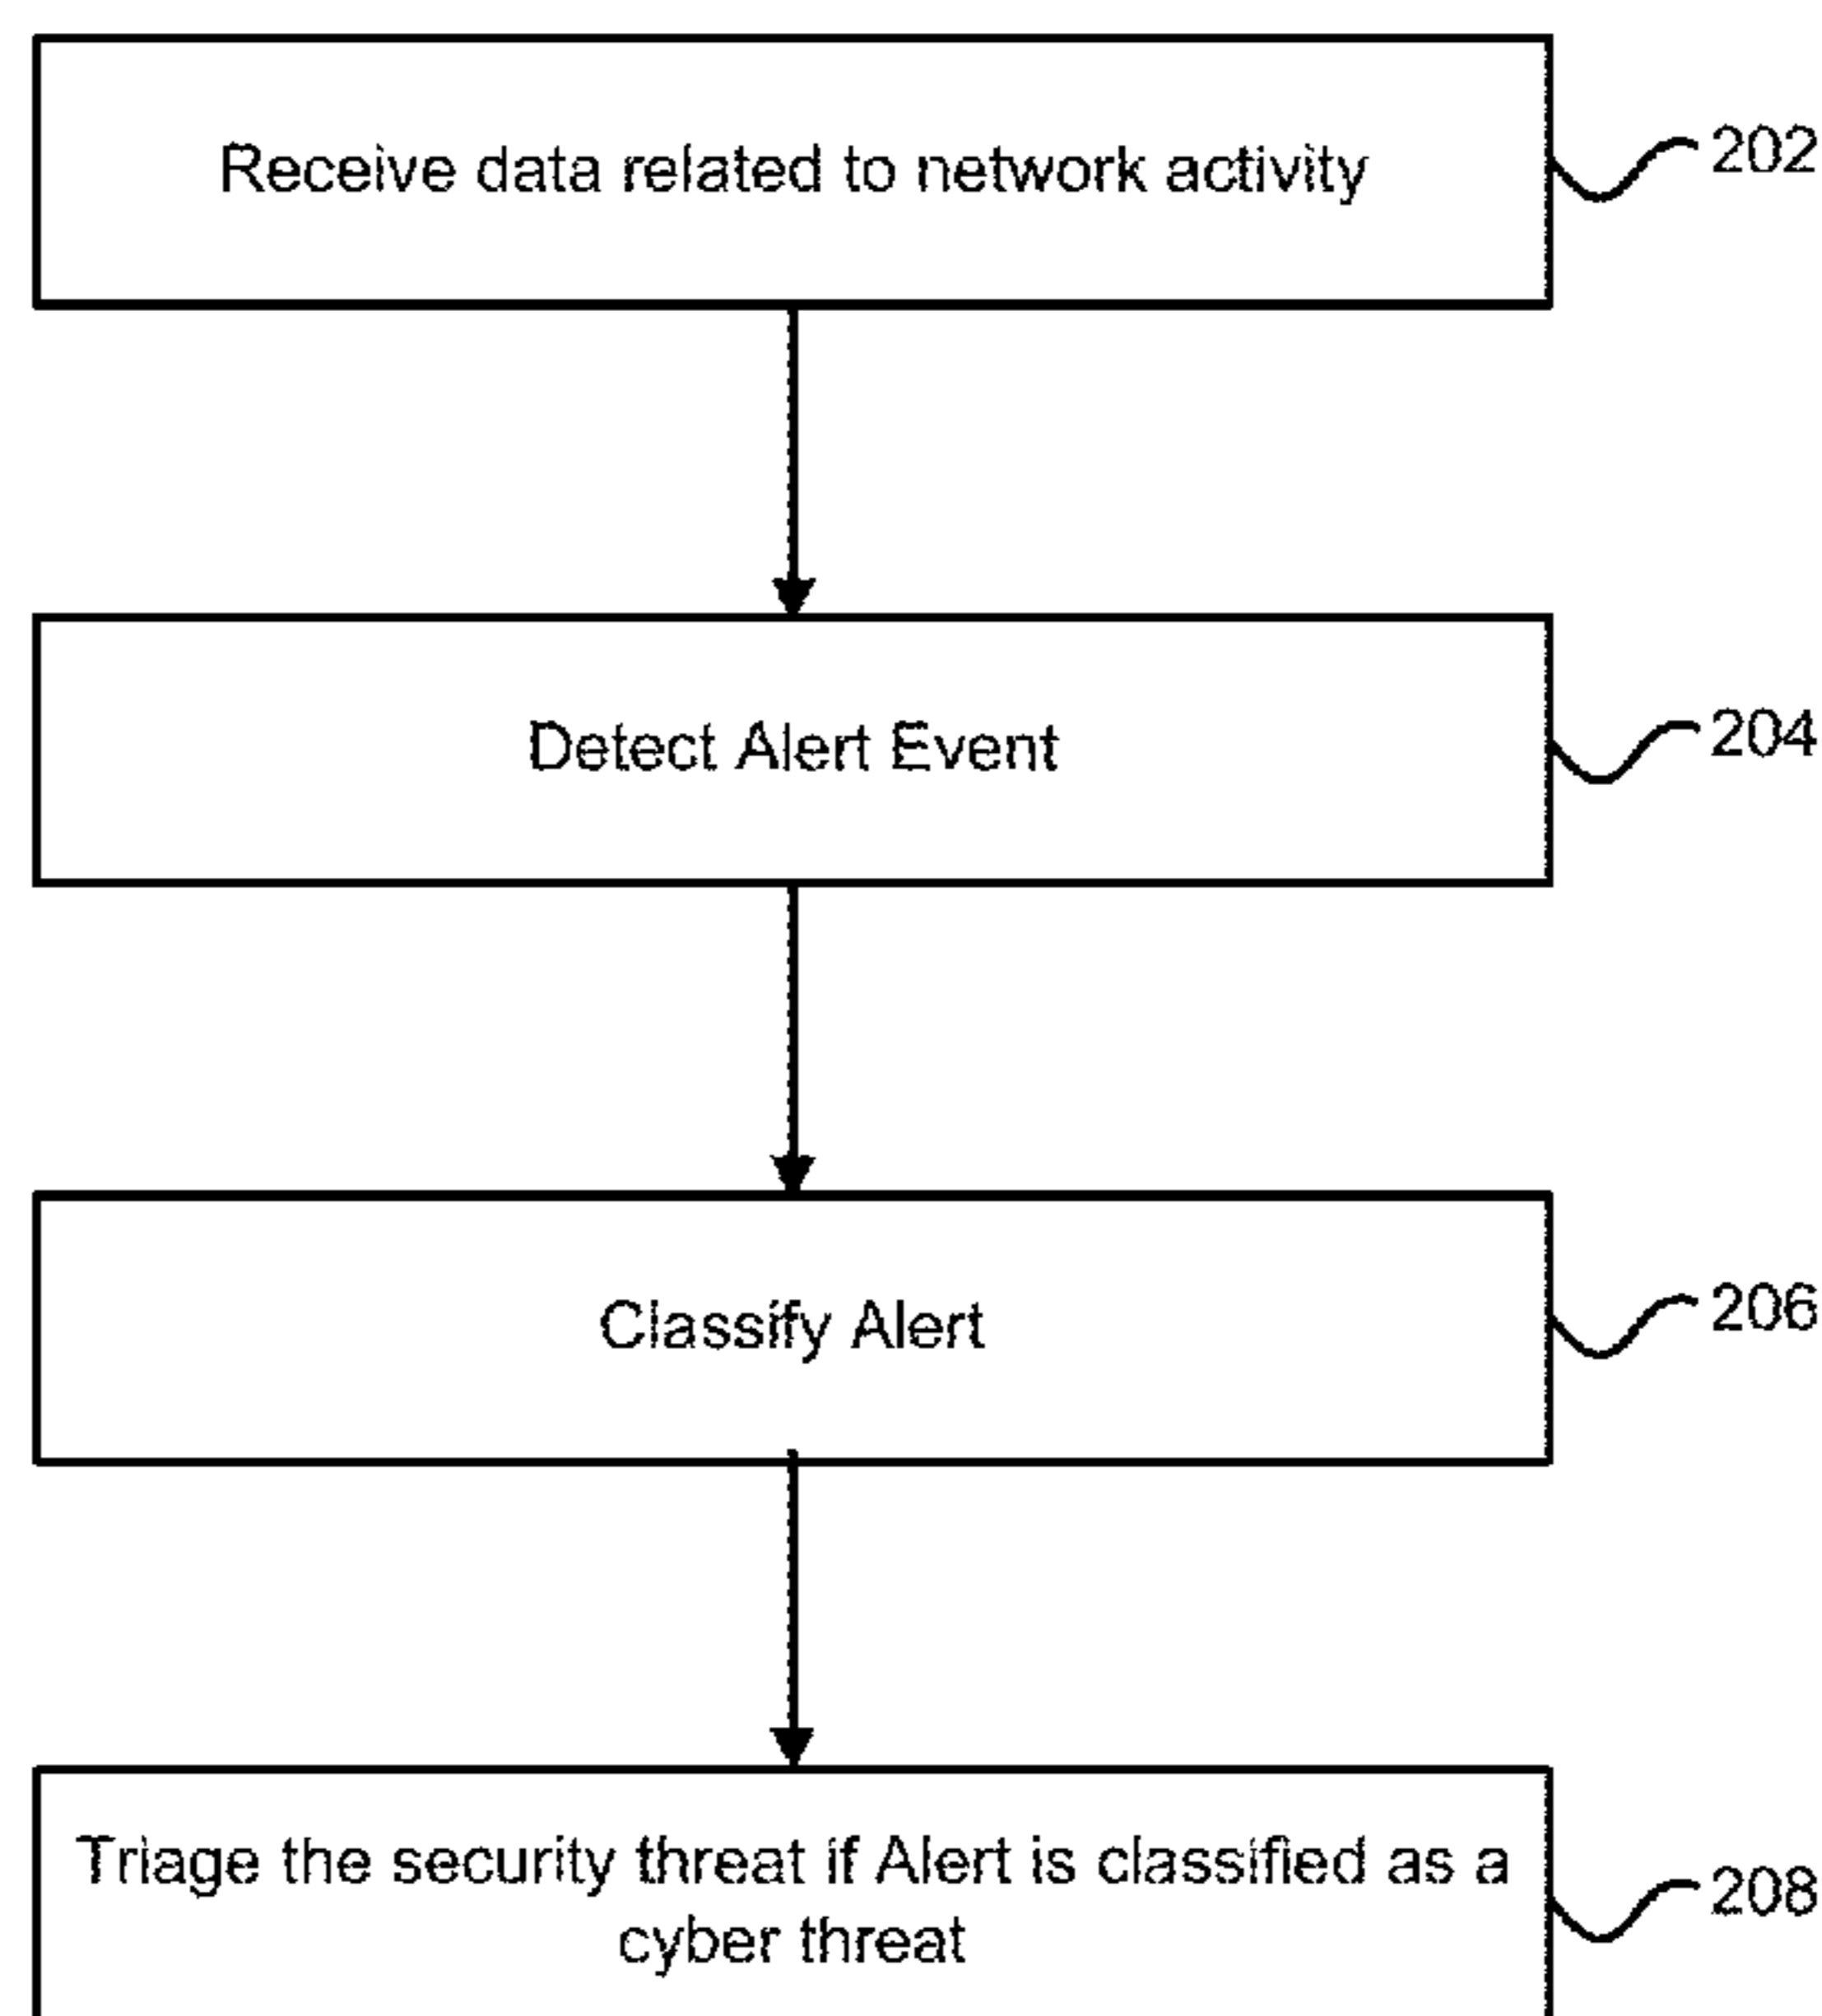 Receive data related to network activity
202
Detect Alert Event
204
Classify Alert
206
Triage the security threat if Alert is classified as a
cyber threat
208